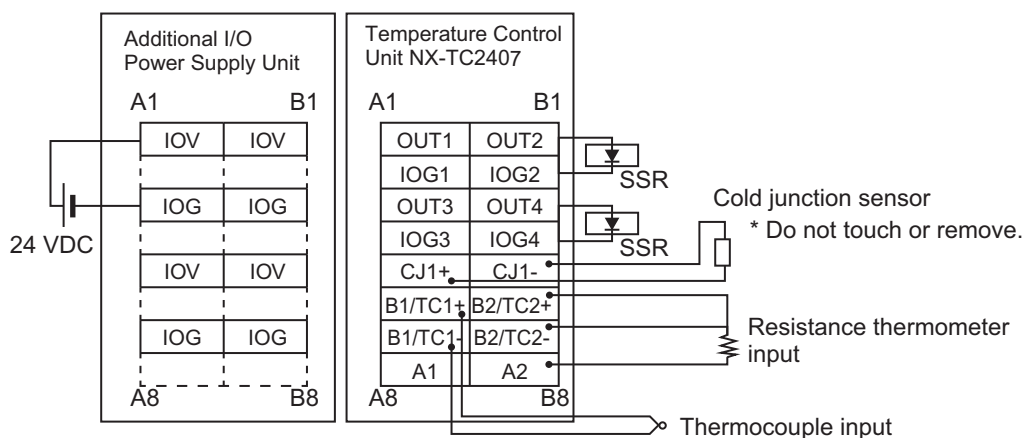 Additional I/O
Power Supply Unit
A1 B1
IOV IOV
IOG IOG
IOV IOV
IOG IOG
A8 B8
24 VDC
Temperature Control
Unit NX-TC2407
A1 B1
OUT1 OUT2
IOG1 IOG2
OUT3 OUT4
IOG3 IOG4
CJ1+ CJ1-
B1/TC1+ B2/TC2+
B1/TC1- B2/TC2-
A1 A2
A8 B8
SSR
SSR
Cold junction sensor
* Do not touch or remove.
Resistance thermometer
input
Thermocouple input